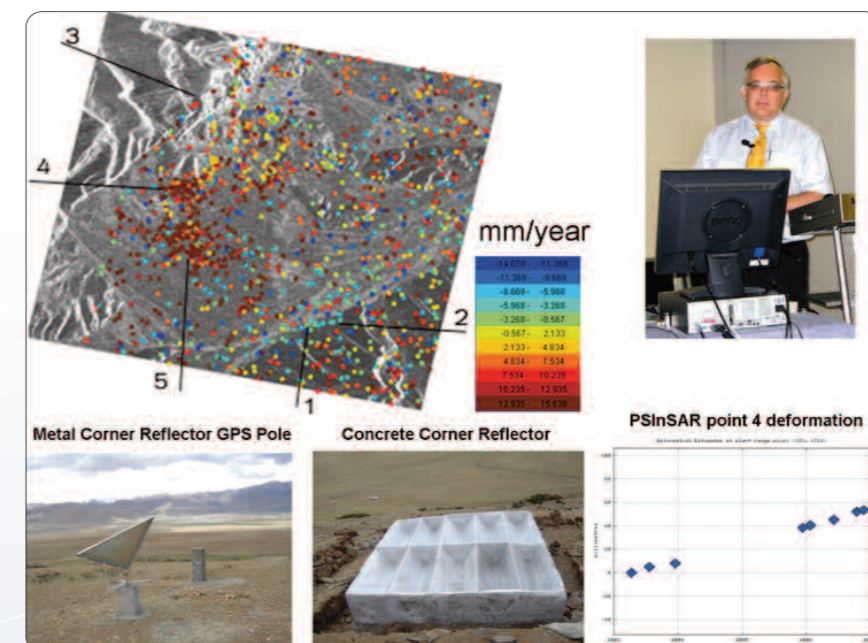 3
4
5
1
2
mm/year
-14.070 - -11.369
-11.369 - -8.669
-8.669 - -5.968
-5.968 - -3.268
-3.268 - -0.567
-0.567 - 2.133
2.133 - 4.834
4.834 - 7.534
7.534 - 10.235
10.235 - 12.935
12.935 - 15.636
BenQ
Metal Corner Reflector GPS Pole
Concrete Corner Reflector
PSInSAR point 4 deformation